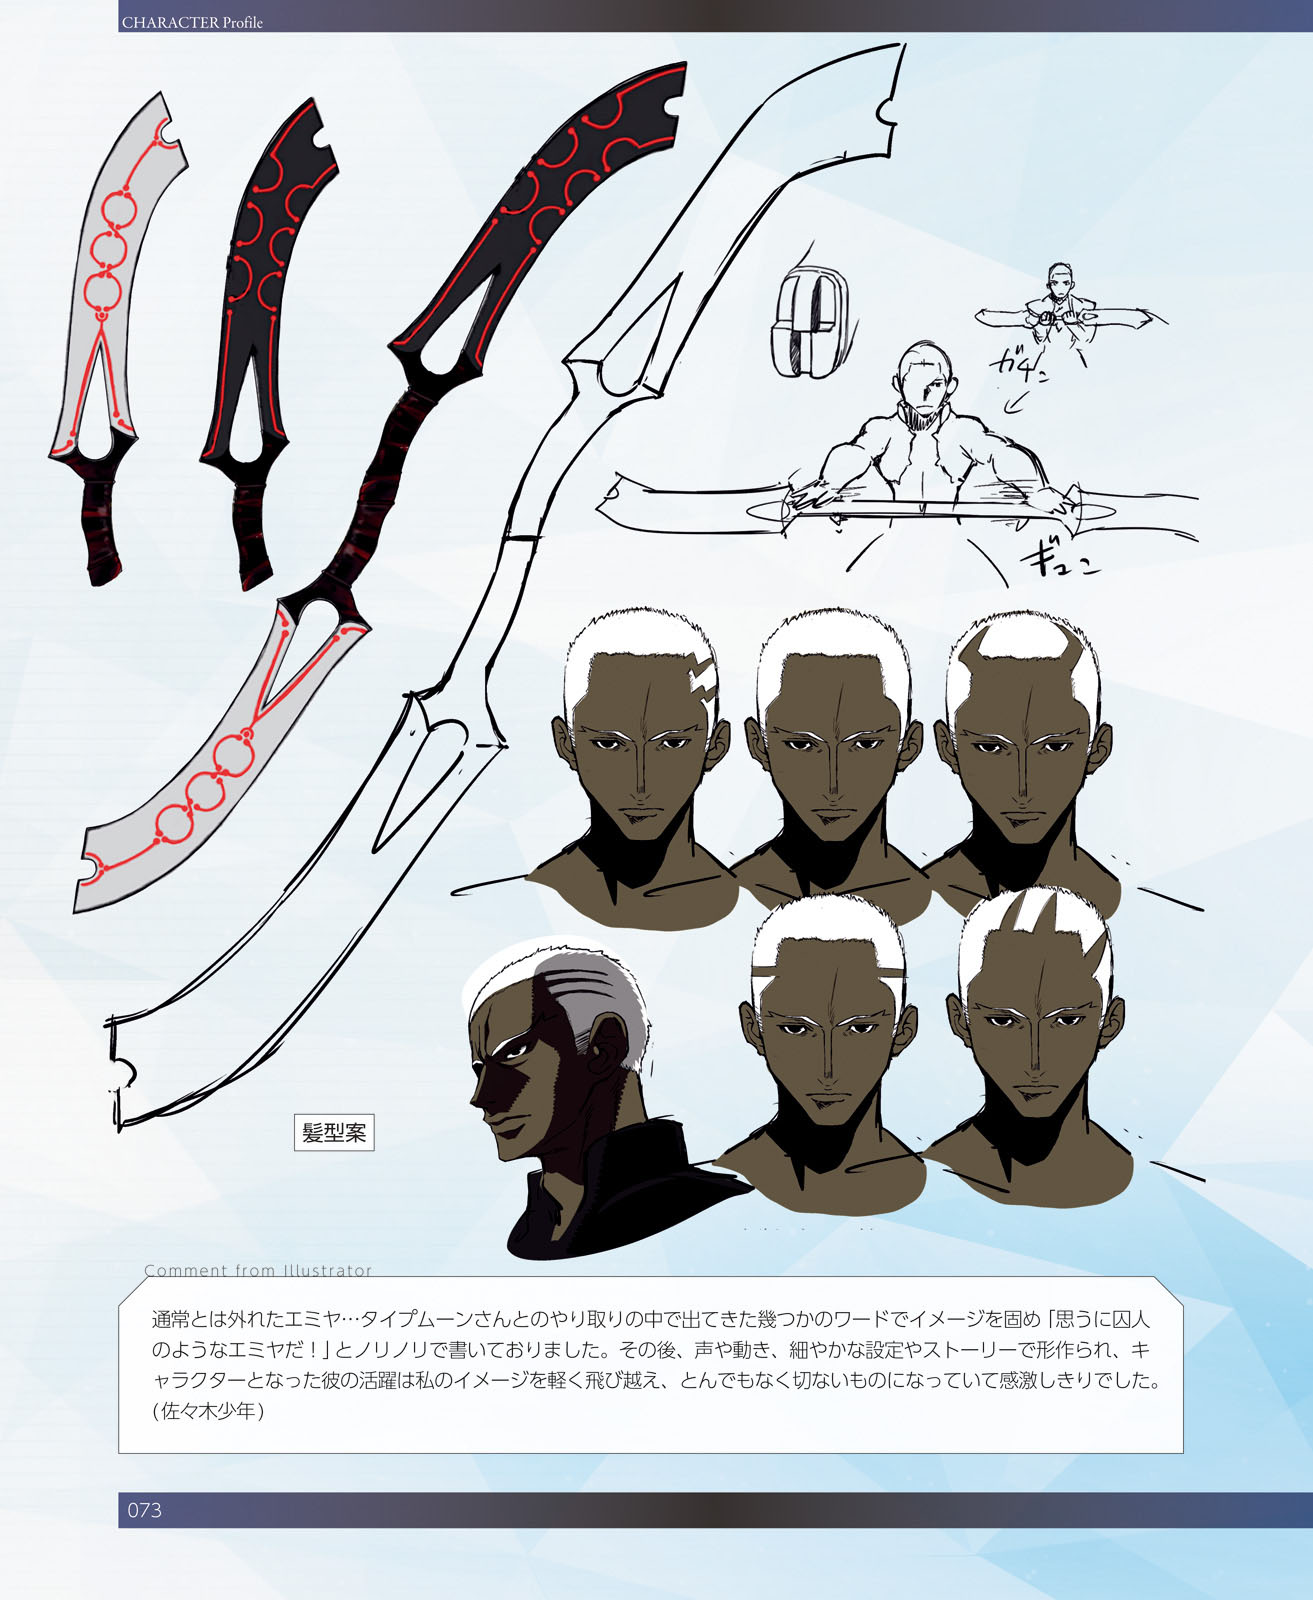 CHARACTER Profile
ガキン
ギュン
髪型案
Comment from Illustrator
通常とは外れたエミヤ…タイプムーンさんとのやり取りの中で出てきた幾つかのワードでイメージを固め「思うに囚人
のようなエミヤだ！」とノリノリで書いておりました。その後、声や動き、細やかな設定やストーリーで形作られ、キ
ャラクターとなった彼の活躍は私のイメージを軽く飛び越え、とんでもなく切ないものになっていて感激しきりでした。
(佐々木少年)
073